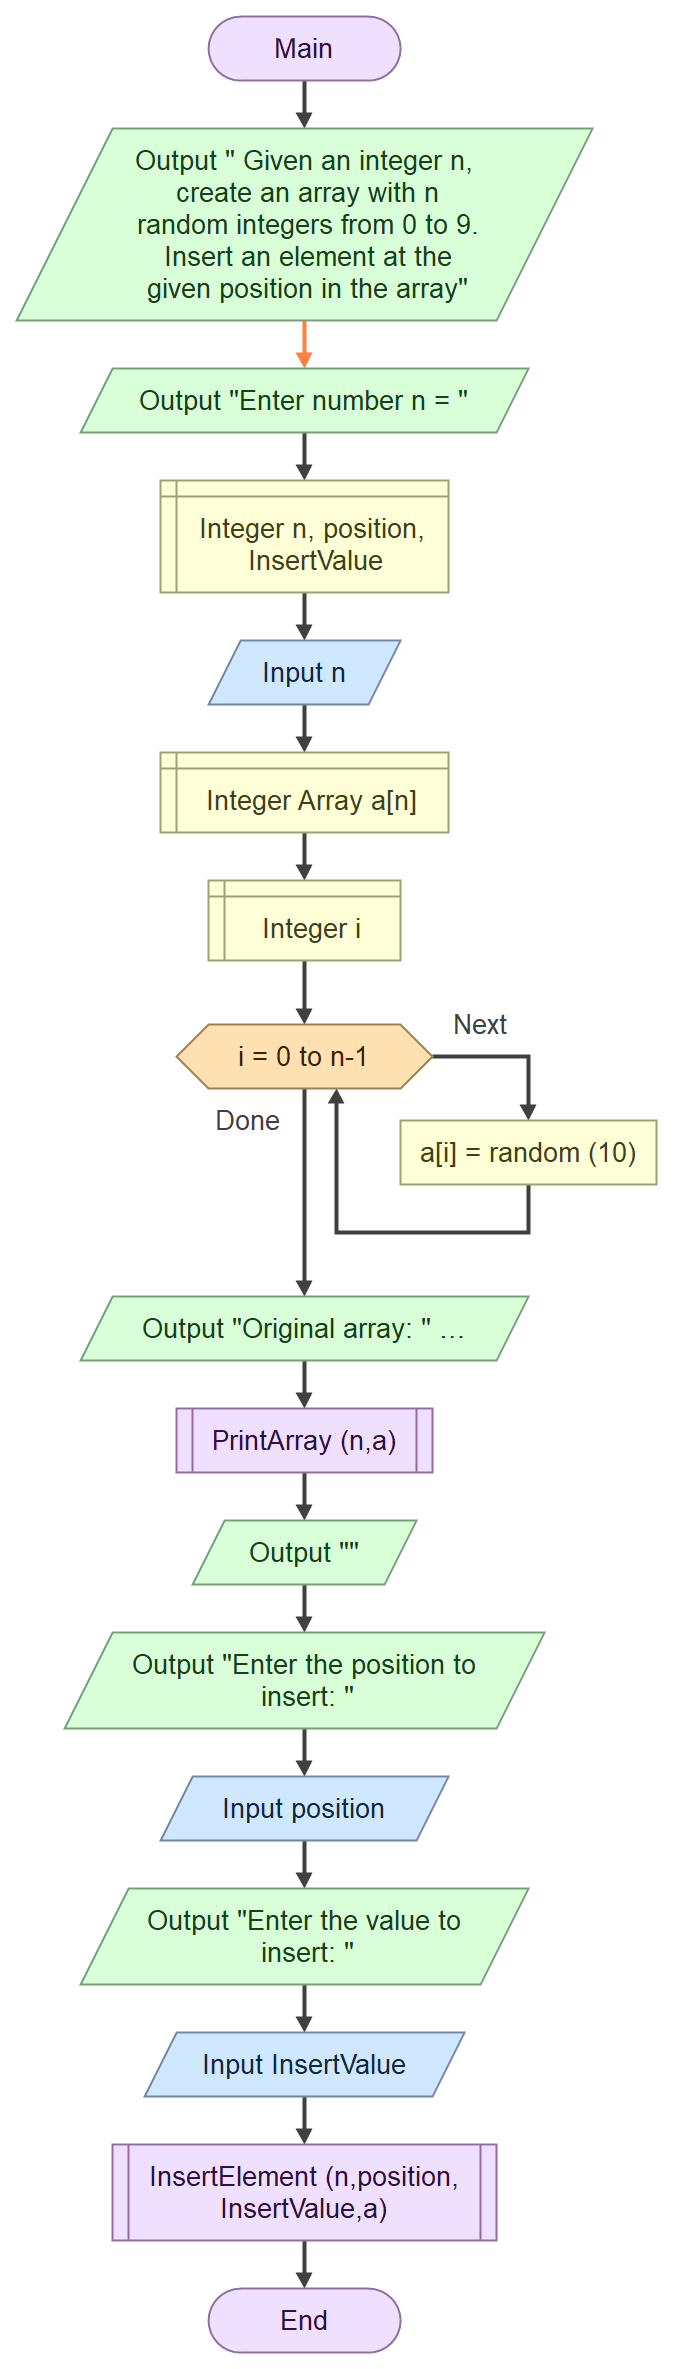 Main
Output " Given an integer n,
create an array with n
random integers from 0 to 9.
Insert an element at the
given position in the array"
Output "Enter number n = "
Integer n, position,
InsertValue
Input n
Integer Array a[n]
Integer i
Next
i = 0 to n-1
Done
a[i] = random (10)
Output "Original array: " ...
PrintArray (n,a)
Output ""
Output "Enter the position to
insert: "
Input position
Output "Enter the value to
insert: "
Input InsertValue
InsertElement (n,position,
InsertValue,a)
End